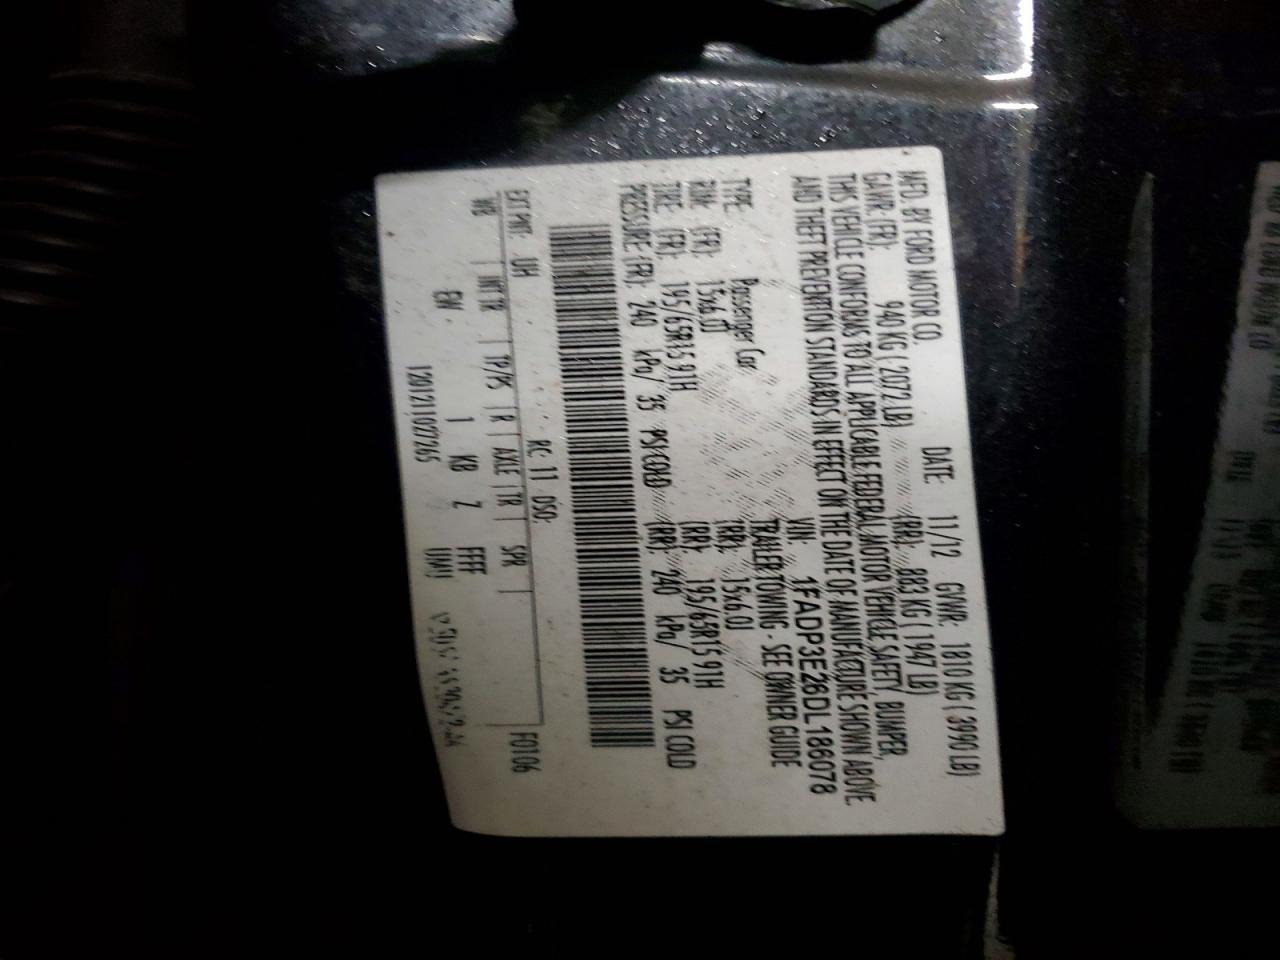 MFD. BY FORD MOTOR CO.
DATE: 11/12 GVWR: 1810 KG ( 3990 LB)
GAWR: (FR): 940 KG ( 2072 LB) (RR): 883 KG ( 1947 LB)
THIS VEHICLE CONFORMS TO ALL APPLICABLE FEDERAL MOTOR VEHICLE SAFETY, BUMPER,
AND THEFT PREVENTION STANDARDS IN EFFECT ON THE DATE OF MANUFACTURE SHOWN ABOVE.
VIN: 1FADP3E26DL186078
TYPE: Passenger Car TRAILER TOWING - SEE OWNER GUIDE
RIM: (FR): 15x6.0J (RR): 15x6.0J
TIRE: (FR): 195/65R15 91H (RR): 195/65R15 91H
PRESSURE: (FR): 240 kPa/ 35 PSI COLD (RR): 240 kPa/ 35 PSI COLD
EXT PNT: UH RC: 11 DSO: F0106
WB INT TR TP/PS R AXLE TR SPR
EW 1 KB Z FFFF
120121107265 UMJ